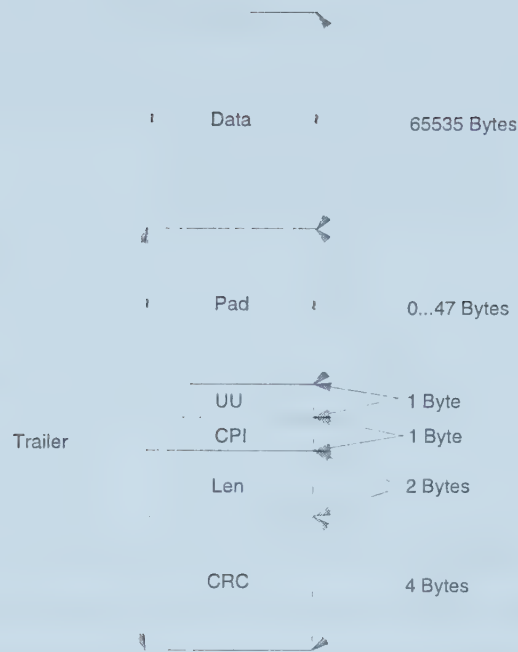 Data 65535 Bytes
Pad 0...47 Bytes
UU 1 Byte
CPI 1 Byte
Trailer
Len 2 Bytes
CRC 4 Bytes